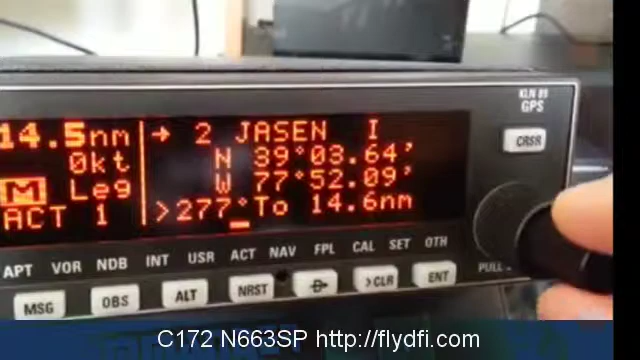 KLN 89
GPS
14.5nm
0kt
M Leg
ACT 1
➔ 2 JASEN I
N 39°03.64'
W 77°52.09'
>277°To 14.6nm
CRSR
APT VOR NDB INT USR ACT NAV FPL CAL SET OTH
PULL
MSG OBS ALT NRST D >CLR ENT
C172 N663SP http://flydfi.com